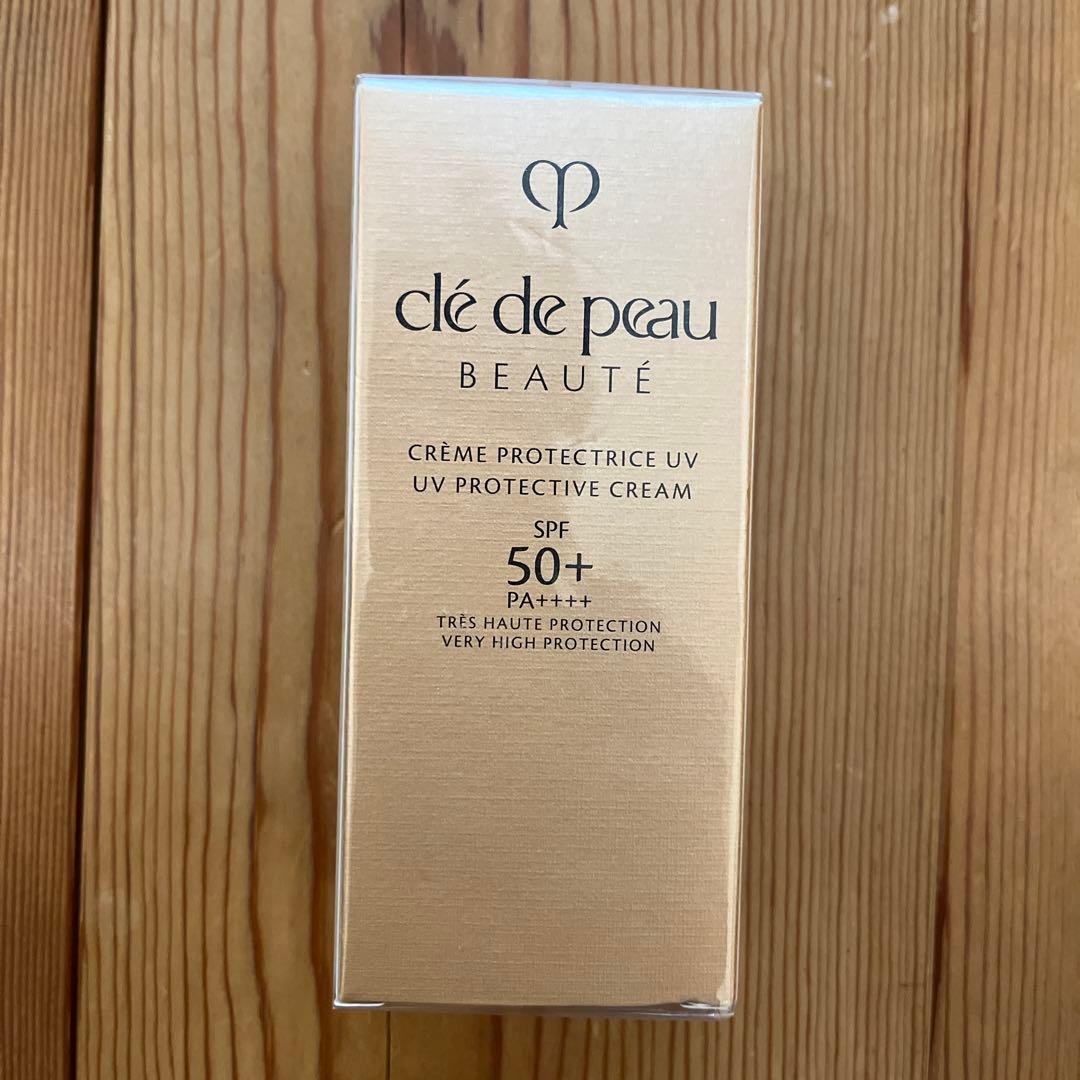 clé de peau
BEAUTÉ
CRÈME PROTECTRICE UV
UV PROTECTIVE CREAM
SPF
50+
PA++++
TRÈS HAUTE PROTECTION
VERY HIGH PROTECTION